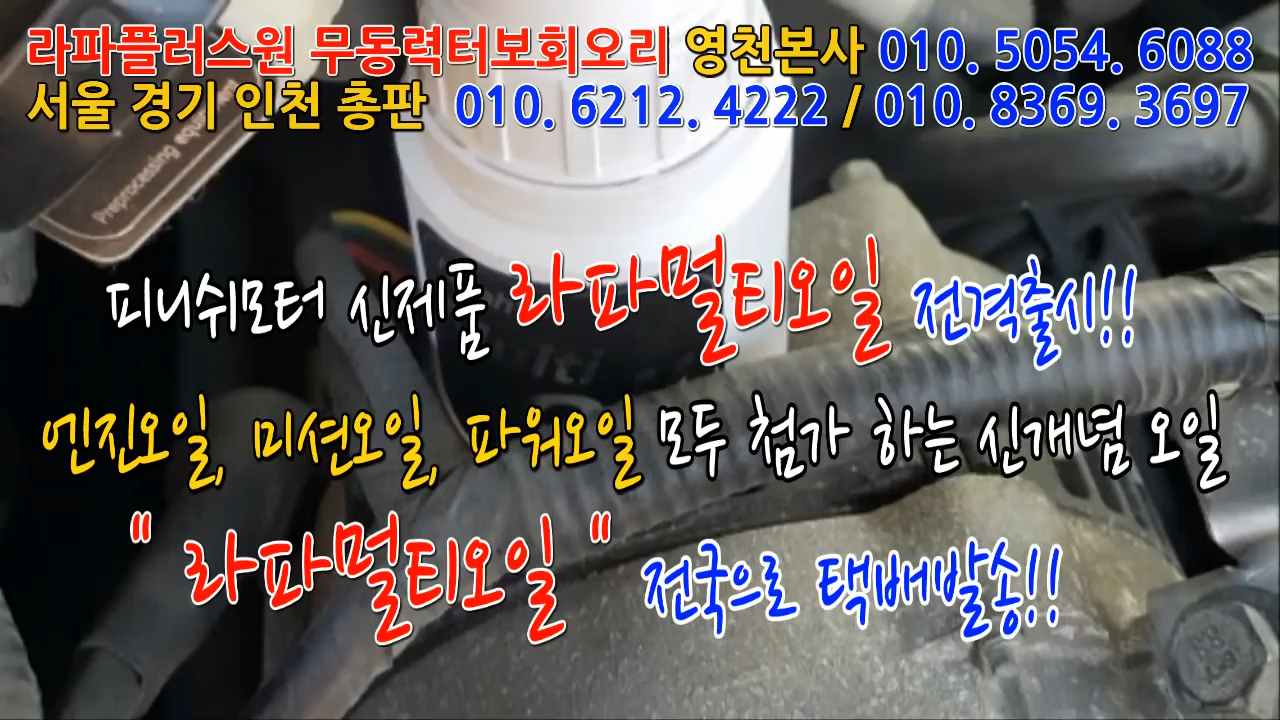 라파플러스원 무동력터보회오리 영천본사 010. 5054. 6088
서울 경기 인천 총판 010. 6212. 4222 / 010. 8369. 3697
Preprocessing
피니쉬모터 신제품 라파멀티오일 전격출시!!
엔진오일, 미션오일, 파워오일 모두 첨가 하는 신개념 오일
" 라파멀티오일 " 전국으로 택배발송!!